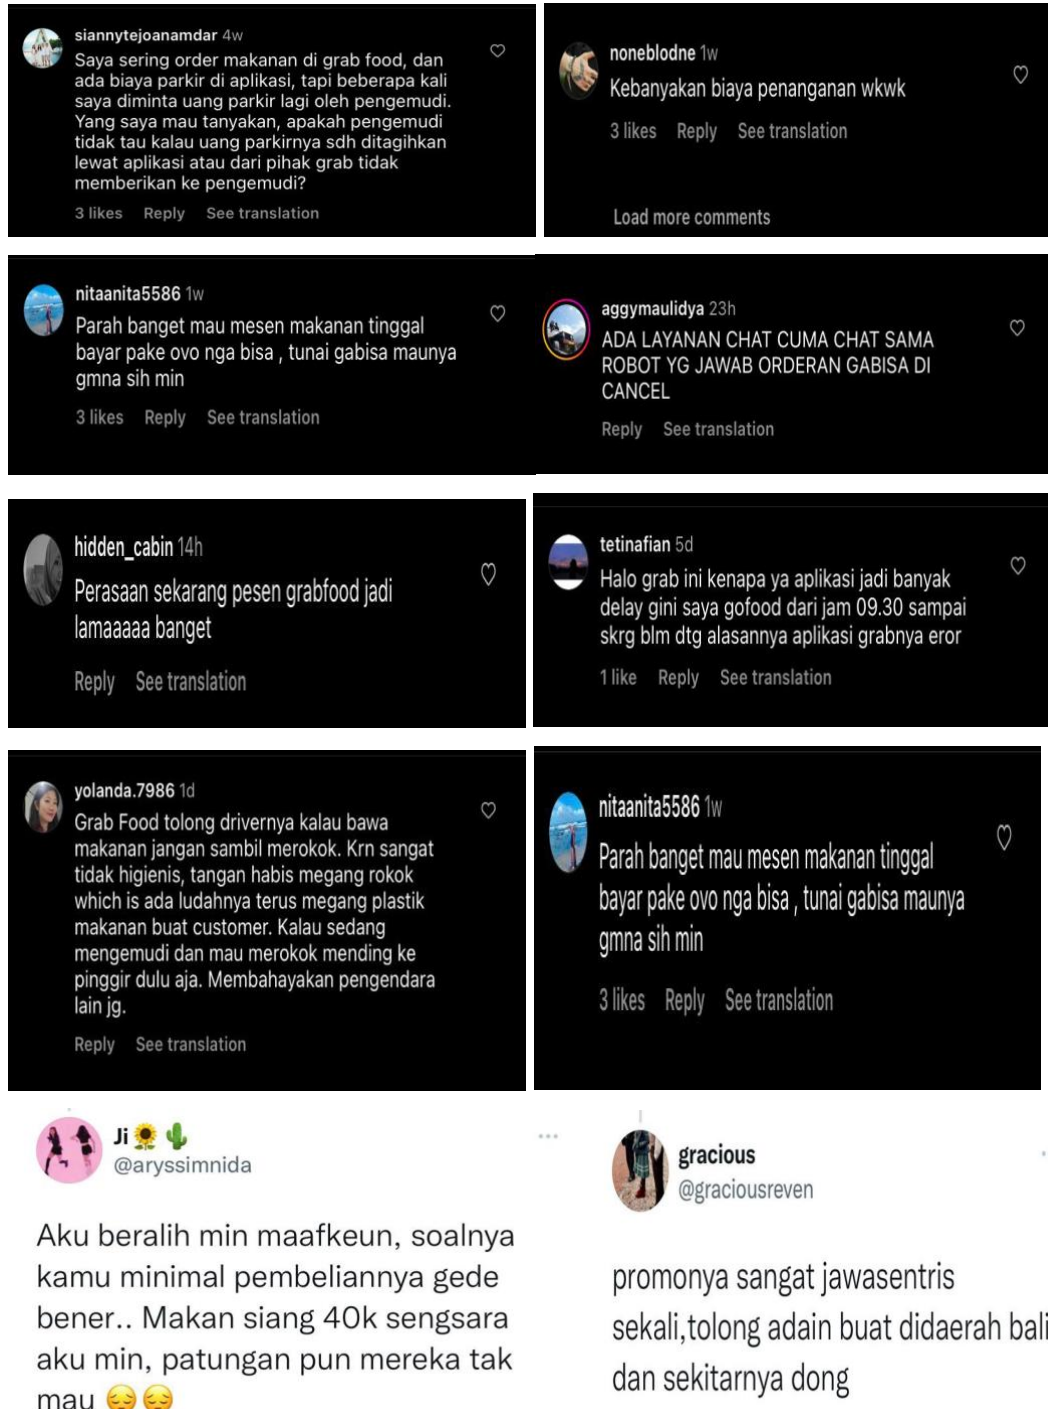 siannytejoanamdar 4w
Saya sering order makanan di grab food, dan
ada biaya parkir di aplikasi, tapi beberapa kali
saya diminta uang parkir lagi oleh pengemudi.
Yang saya mau tanyakan, apakah pengemudi
tidak tau kalau uang parkirnya sdh ditagihkan
lewat aplikasi atau dari pihak grab tidak
memberikan ke pengemudi?
3 likes Reply See translation
noneblodne 1w
Kebanyakan biaya penanganan wkwk
3 likes Reply See translation
Load more comments
nitaanita5586 1w
Parah banget mau mesen makanan tinggal
bayar pake ovo nga bisa , tunai gabisa maunya
gmna sih min
3 likes Reply See translation
aggymaulidya 23h
ADA LAYANAN CHAT CUMA CHAT SAMA
ROBOT YG JAWAB ORDERAN GABISA DI
CANCEL
Reply See translation
hidden_cabin 14h
Perasaan sekarang pesen grabfood jadi
lamaaaaa banget
Reply See translation
tetinafian 5d
Halo grab ini kenapa ya aplikasi jadi banyak
delay gini saya gofood dari jam 09.30 sampai
skrg blm dtg alasannya aplikasi grabnya eror
1 like Reply See translation
yolanda.7986 1d
Grab Food tolong drivernya kalau bawa
makanan jangan sambil merokok. Krn sangat
tidak higienis, tangan habis megang rokok
which is ada ludahnya terus megang plastik
makanan buat customer. Kalau sedang
mengemudi dan mau merokok mending ke
pinggir dulu aja. Membahayakan pengendara
lain jg.
Reply See translation
nitaanita5586 1w
Parah banget mau mesen makanan tinggal
bayar pake ovo nga bisa , tunai gabisa maunya
gmna sih min
3 likes Reply See translation
Ji 🌻 🌵
@aryssimnida
Aku beralih min maafkeun, soalnya
kamu minimal pembeliannya gede
bener.. Makan siang 40k sengsara
aku min, patungan pun mereka tak
mau 😔😔
gracious
@graciousreven
promonya sangat jawasentris
sekali,tolong adain buat didaerah bali
dan sekitarnya dong